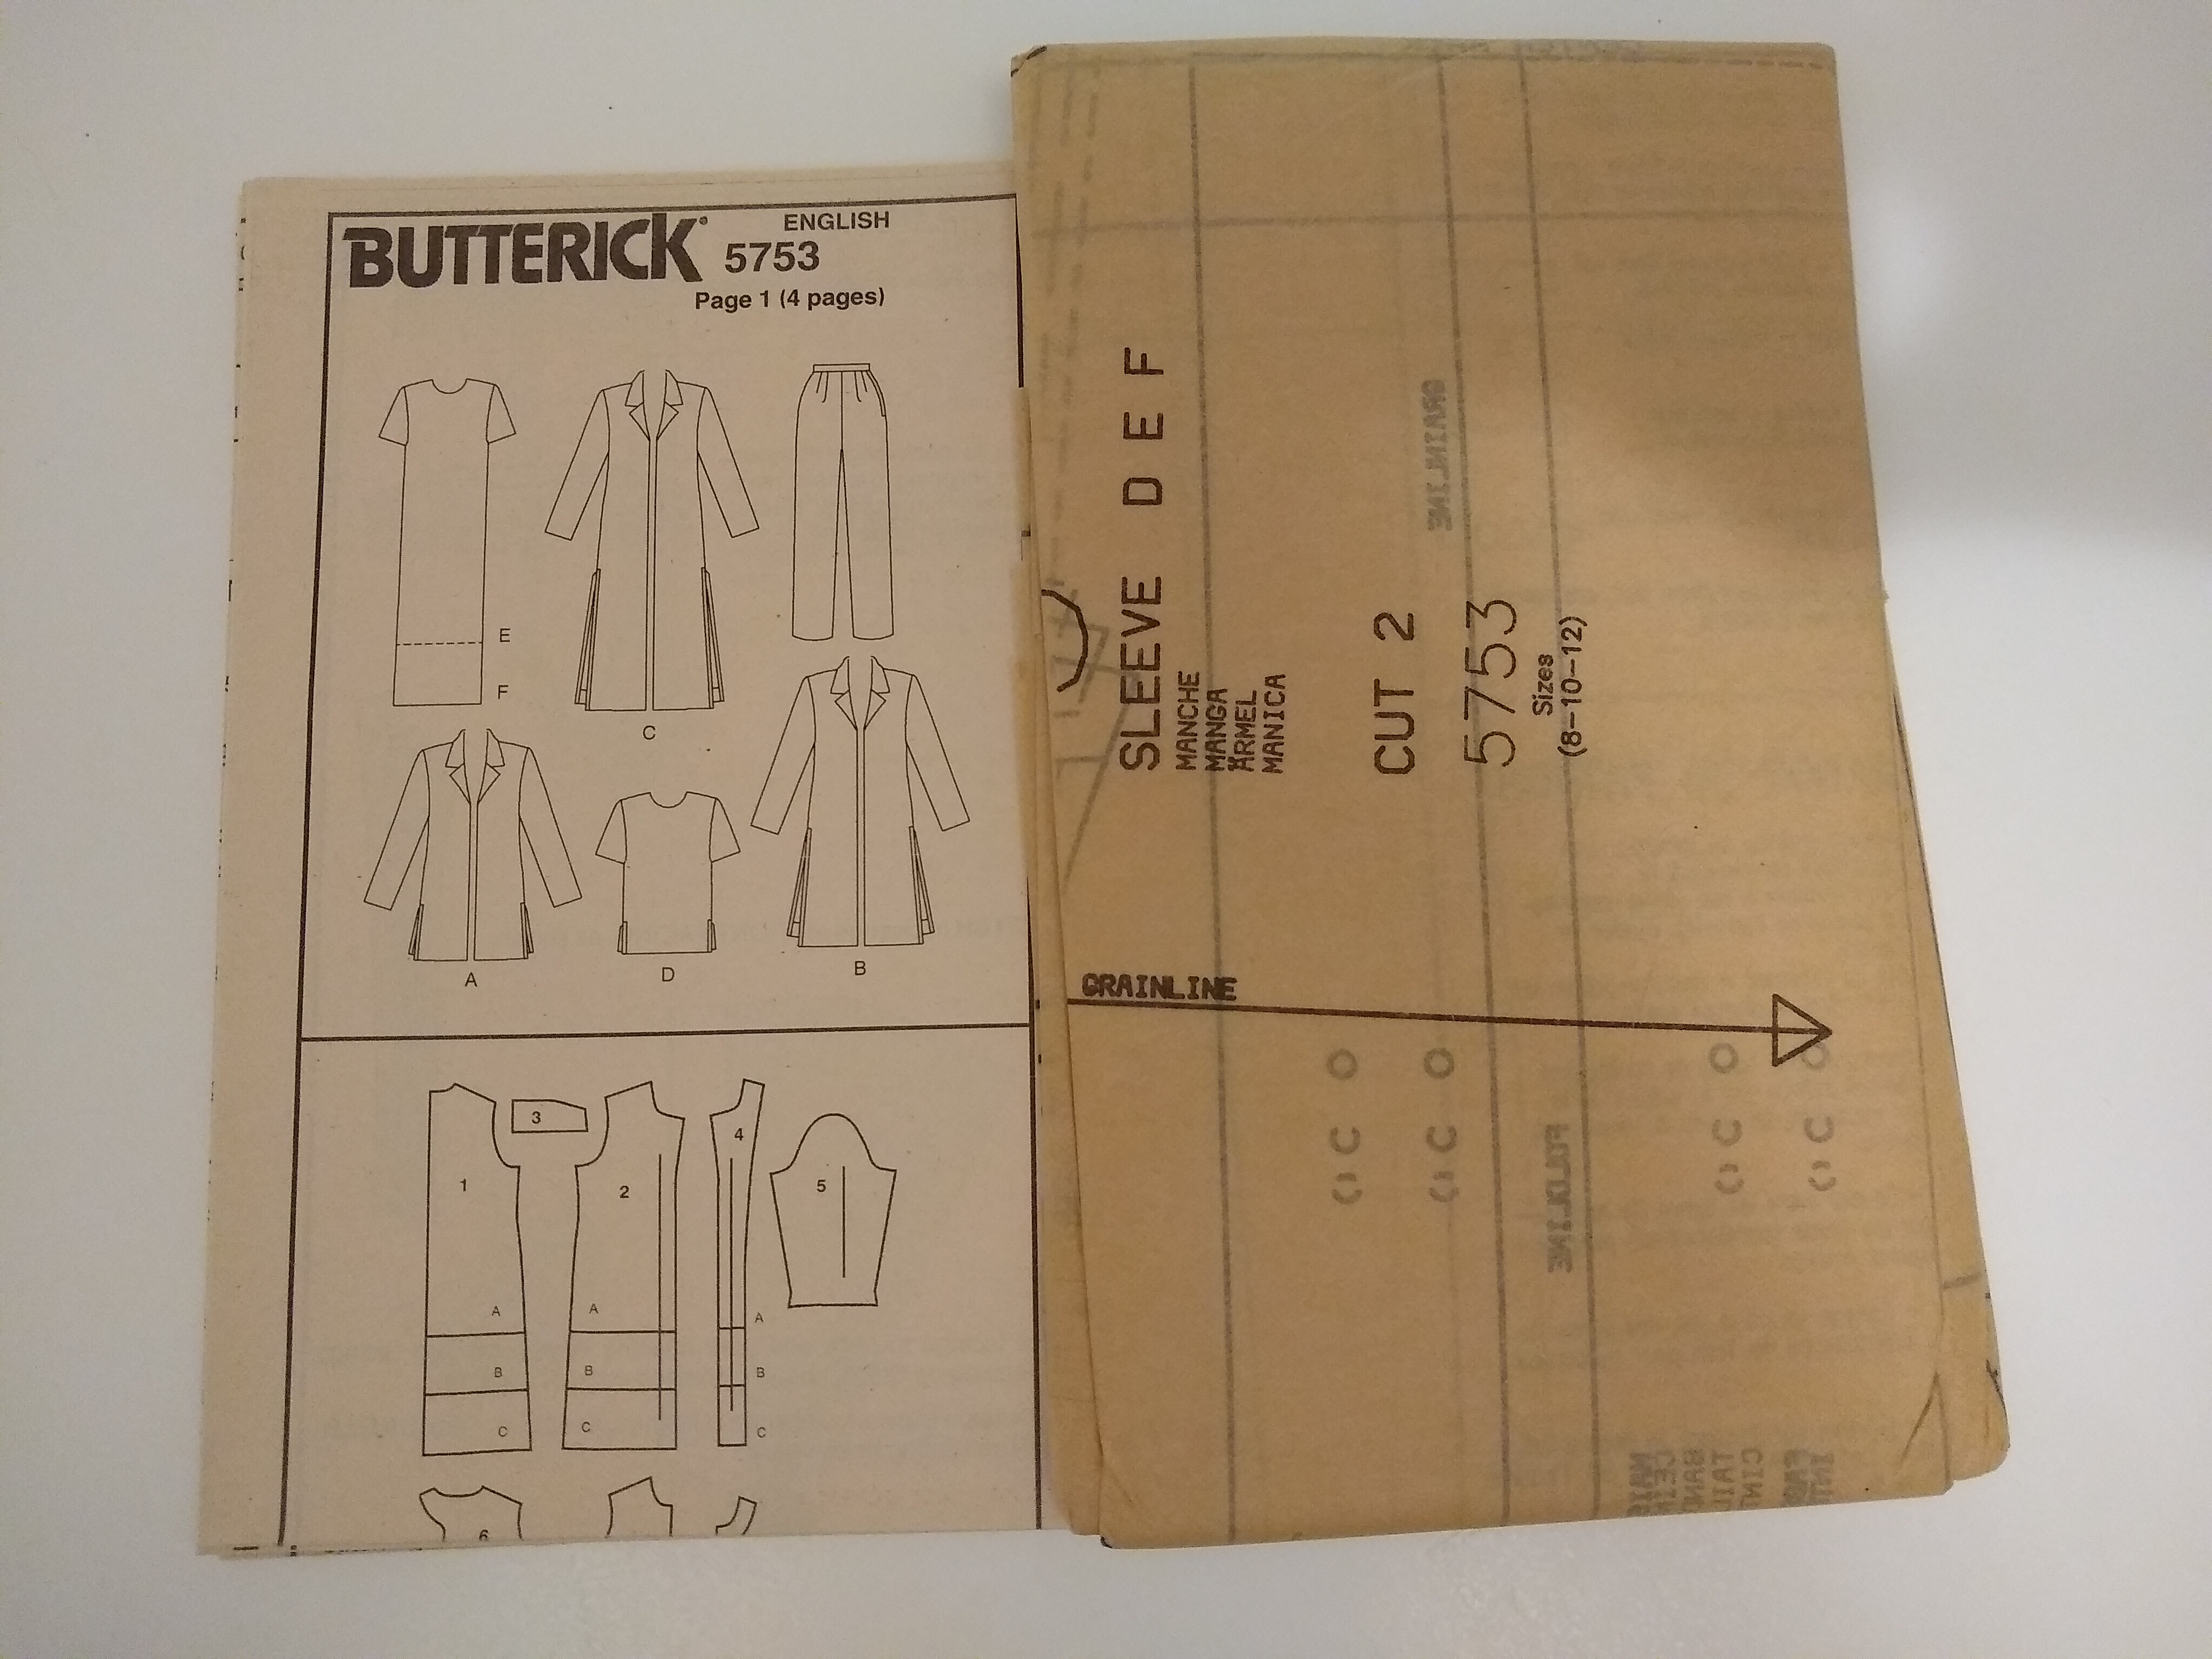 BUTTERICK®
ENGLISH
5753
Page 1 (4 pages)
E
F
C
A
D
B
3
4
1
2
5
A
A
A
B
B
B
C
C
C
6
SLEEVE D E F
MANCHE
MANGA
ÄRMEL
MANICA
CUT 2
5753
Sizes
(8-10-12)
GRAINLINE
GRAINLINE